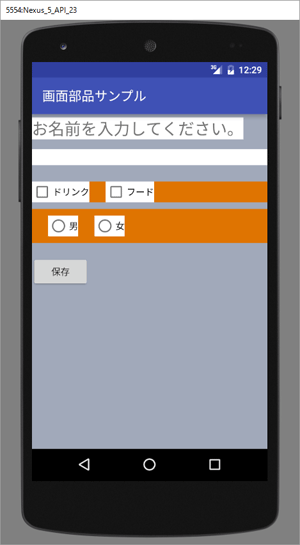 5554:Nexus_5_API_23
3G 12:29
画面部品サンプル
お名前を入力してください。
ドリンク フード
男 女
保存